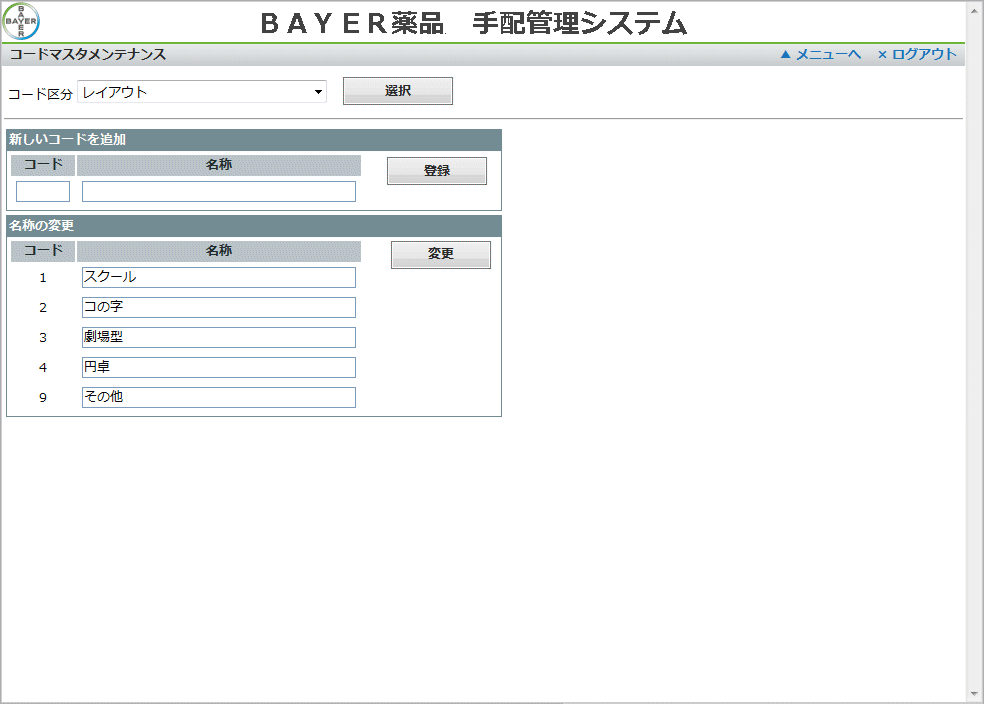 BAYER
BAYER
ＢＡＹＥＲ薬品　手配管理システム
コードマスタメンテナンス ▲ メニューへ × ログアウト
コード区分 レイアウト 選択
新しいコードを追加
コード 名称 登録
名称の変更
コード 名称 変更
1 スクール
2 コの字
3 劇場型
4 円卓
9 その他